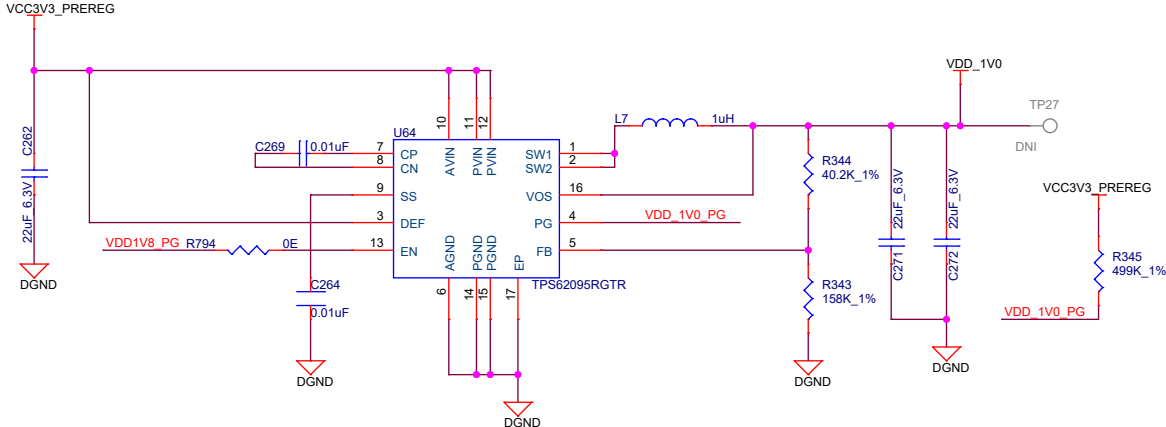 VCC3V3_PREREG
VDD_1V0
TP27
DNI
C262
22uF_6.3V
DGND
C269
0.01uF
U64
10
11
12
AVIN
PVIN
PVIN
7
CP
8
CN
9
SS
3
DEF
13
EN
VDD1V8_PG
R794
0E
C264
0.01uF
DGND
SW1
1
SW2
2
VOS
16
PG
4
VDD_1V0_PG
FB
5
AGND
PGND
PGND
EP
6
14
15
17
TPS62095RGTR
DGND
L7
1uH
R344
40.2K_1%
R343
158K_1%
DGND
22uF_6.3V
C271
22uF_6.3V
C272
DGND
VCC3V3_PREREG
R345
499K_1%
VDD_1V0_PG